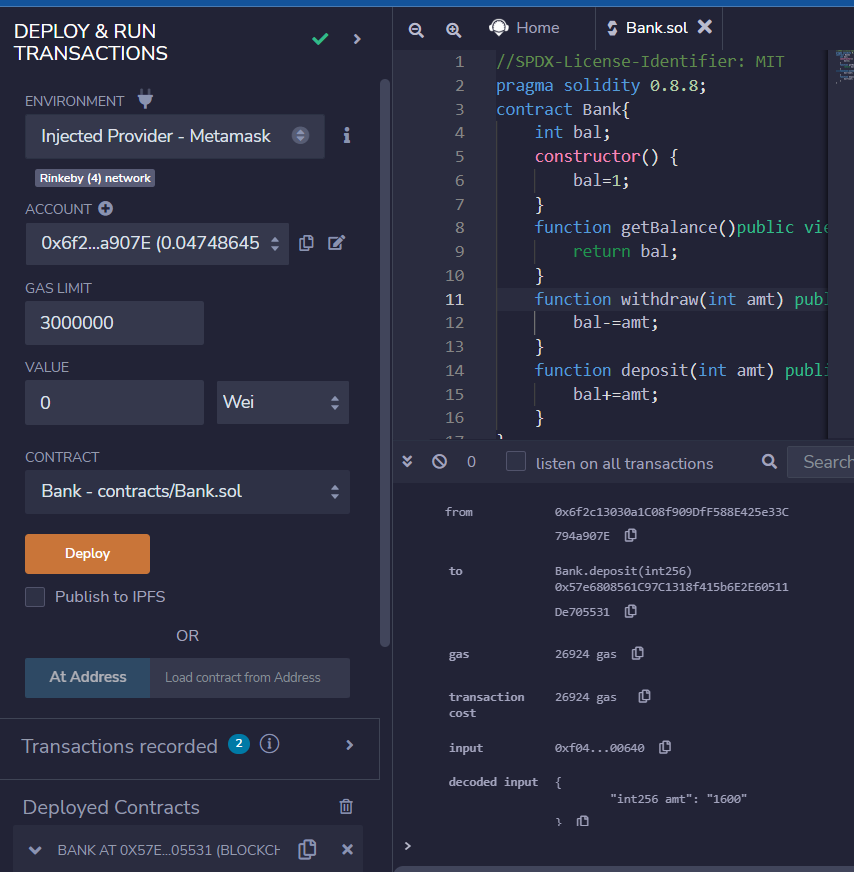 DEPLOY & RUN
TRANSACTIONS
ENVIRONMENT
Injected Provider - Metamask
Rinkeby (4) network
ACCOUNT
0x6f2...a907E (0.04748645
GAS LIMIT
3000000
VALUE
0
Wei
CONTRACT
Bank - contracts/Bank.sol
Deploy
Publish to IPFS
OR
At Address
Load contract from Address
Transactions recorded 2
Deployed Contracts
BANK AT 0X57E...05531 (BLOCKCH
Home
Bank.sol
1 //SPDX-License-Identifier: MIT
2 pragma solidity 0.8.8;
3 contract Bank{
4 int bal;
5 constructor() {
6 bal=1;
7 }
8 function getBalance()public vie
9 return bal;
10 }
11 function withdraw(int amt) publ
12 bal-=amt;
13 }
14 function deposit(int amt) publi
15 bal+=amt;
16 }
17 }
0
listen on all transactions
Search
from 0x6f2c13030a1C08f909DfF588E425e33C
794a907E
to Bank.deposit(int256)
0x57e6808561C97C1318f415b6E2E60511
De705531
gas 26924 gas
transaction 26924 gas
cost
input 0xf04...00640
decoded input {
"int256 amt": "1600"
}
>